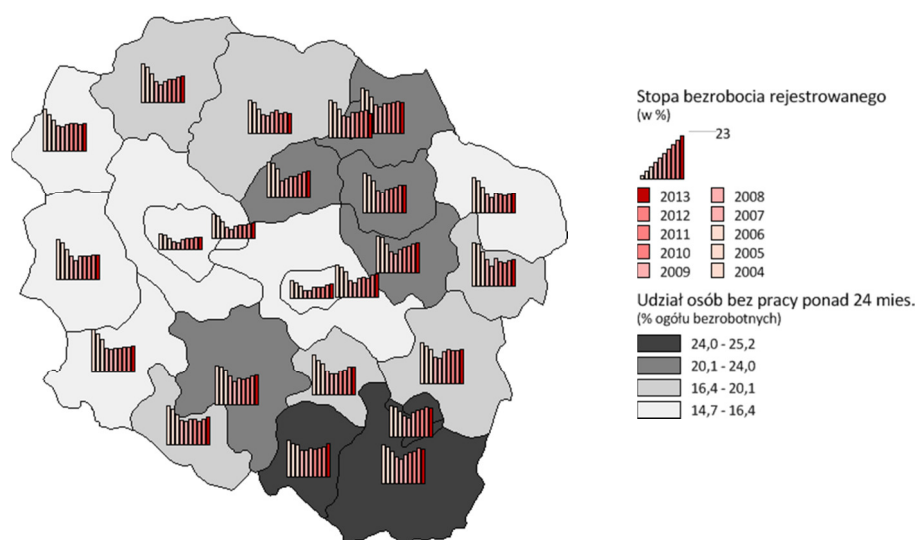 Stopa bezrobocia rejestrowanego
(w %)
23
2013 2008
2012 2007
2011 2006
2010 2005
2009 2004
Udział osób bez pracy ponad 24 mies.
(% ogółu bezrobotnych)
24,0 - 25,2
20,1 - 24,0
16,4 - 20,1
14,7 - 16,4